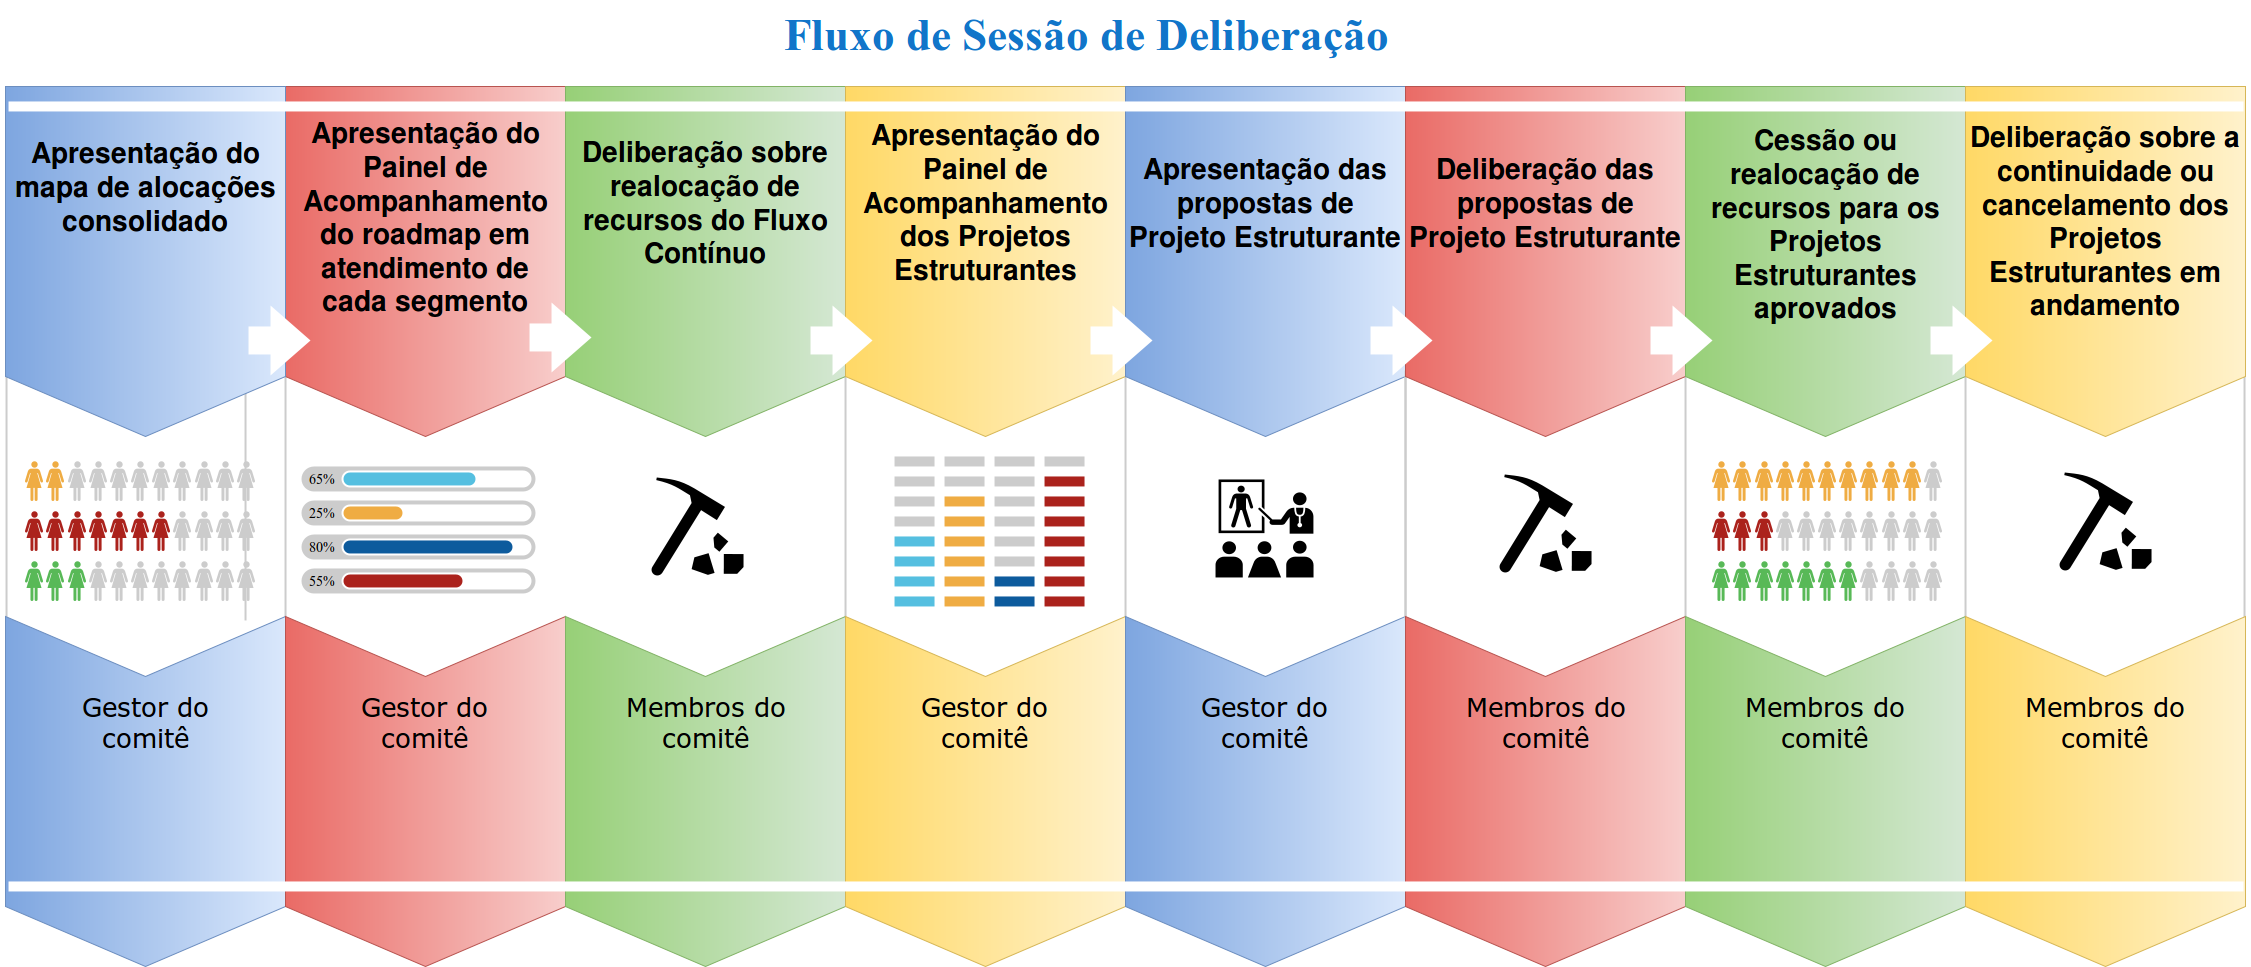 Fluxo de Sessão de Deliberação
Apresentação do
mapa de alocações
consolidado
Apresentação do
Painel de
Acompanhamento
do roadmap em
atendimento de
cada segmento
Deliberação sobre
realocação de
recursos do Fluxo
Contínuo
Apresentação do
Painel de
Acompanhamento
dos Projetos
Estruturantes
Apresentação das
propostas de
Projeto Estruturante
Deliberação das
propostas de
Projeto Estruturante
Cessão ou
realocação de
recursos para os
Projetos
Estruturantes
aprovados
Deliberação sobre a
continuidade ou
cancelamento dos
Projetos
Estruturantes em
andamento
65%
25%
80%
55%
Gestor do
comitê
Gestor do
comitê
Membros do
comitê
Gestor do
comitê
Gestor do
comitê
Membros do
comitê
Membros do
comitê
Membros do
comitê